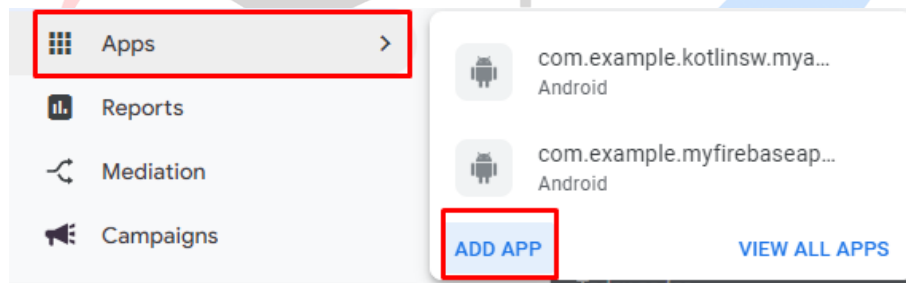 Apps
Reports
Mediation
Campaigns
com.example.kotlinsw.mya...
Android
com.example.myfirebaseap...
Android
ADD APP
VIEW ALL APPS